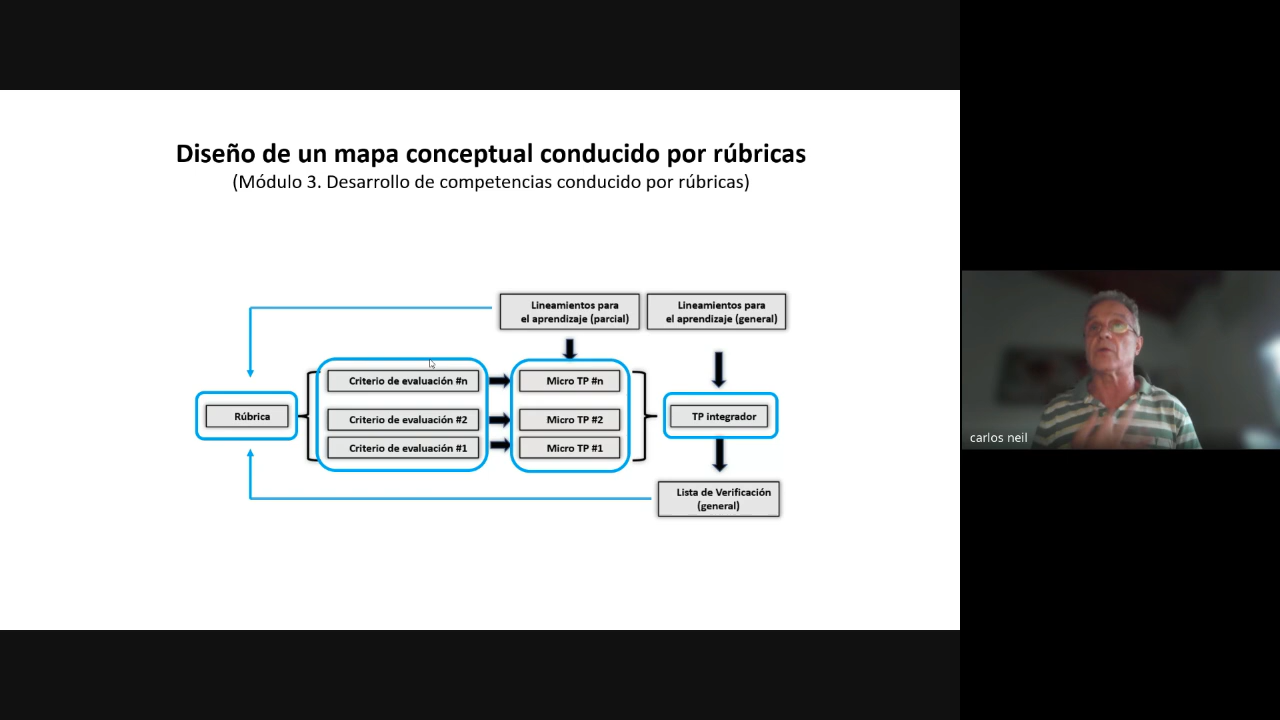 Diseño de un mapa conceptual conducido por rúbricas
(Módulo 3. Desarrollo de competencias conducido por rúbricas)
Lineamientos para
el aprendizaje (parcial)
Lineamientos para
el aprendizaje (general)
Criterio de evaluación #n
Micro TP #n
Rúbrica
Criterio de evaluación #2
Micro TP #2
TP integrador
Criterio de evaluación #1
Micro TP #1
Lista de Verificación
(general)
carlos neil